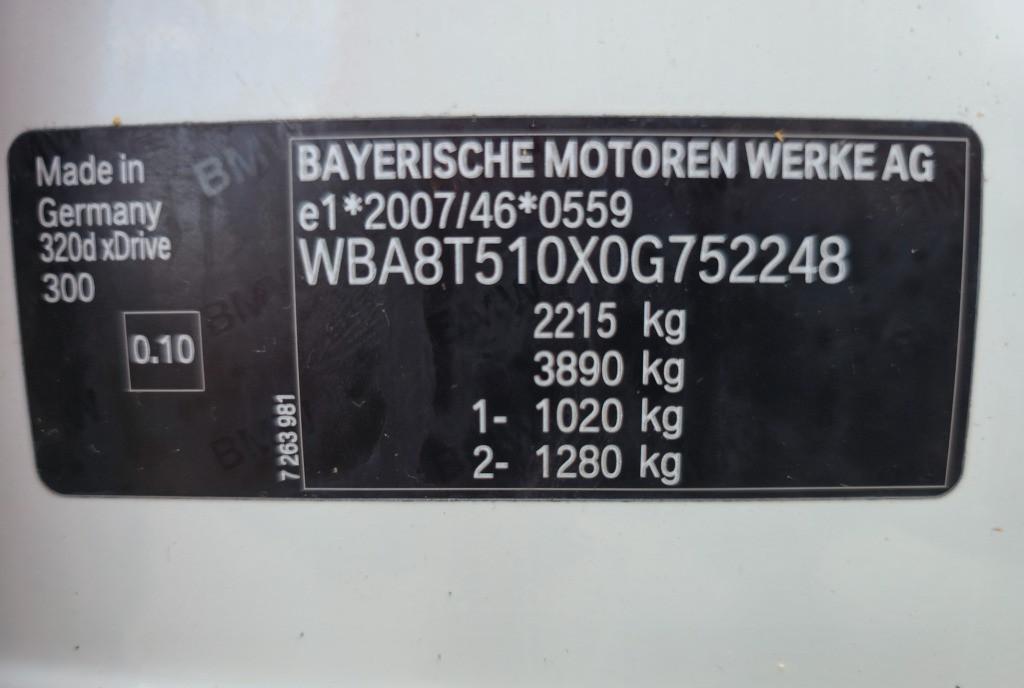 Made in
Germany
320d xDrive
300
0.10
7 263 981
BAYERISCHE MOTOREN WERKE AG
e1*2007/46*0559
WBA8T510X0G752248
2215 kg
3890 kg
1- 1020 kg
2- 1280 kg